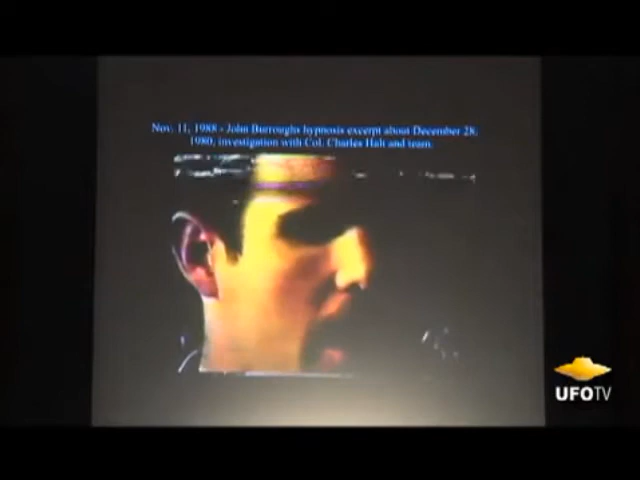 Nov. 11, 1988 - John Burroughs hypnosis excerpt about December 28,
1980, investigation with Col. Charles Halt and team.
UFOTV